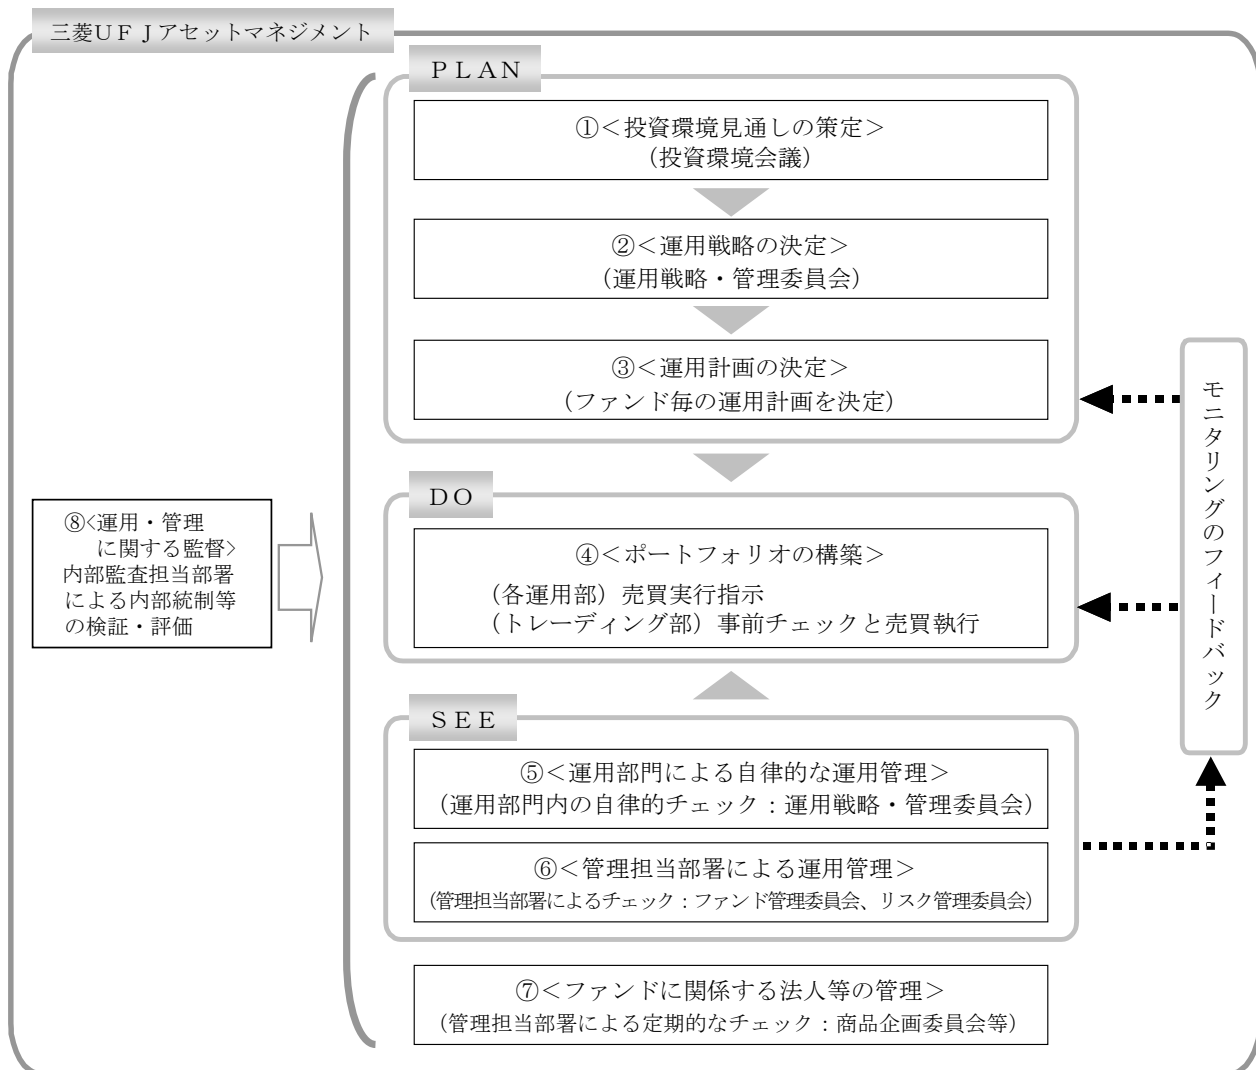 三菱UFJアセットマネジメント
PLAN
①＜投資環境見通しの策定＞
（投資環境会議）
②＜運用戦略の決定＞
（運用戦略・管理委員会）
③＜運用計画の決定＞
（ファンド毎の運用計画を決定）
DO
④＜ポートフォリオの構築＞
（各運用部）売買実行指示
（トレーディング部）事前チェックと売買執行
SEE
⑤＜運用部門による自律的な運用管理＞
（運用部門内の自律的チェック：運用戦略・管理委員会）
⑥＜管理担当部署による運用管理＞
（管理担当部署によるチェック：ファンド管理委員会、リスク管理委員会）
⑦＜ファンドに関係する法人等の管理＞
（管理担当部署による定期的なチェック：商品企画委員会等）
⑧<運用・管理
に関する監督>
内部監査担当部署
による内部統制等
の検証・評価
モニタリングのフィードバック